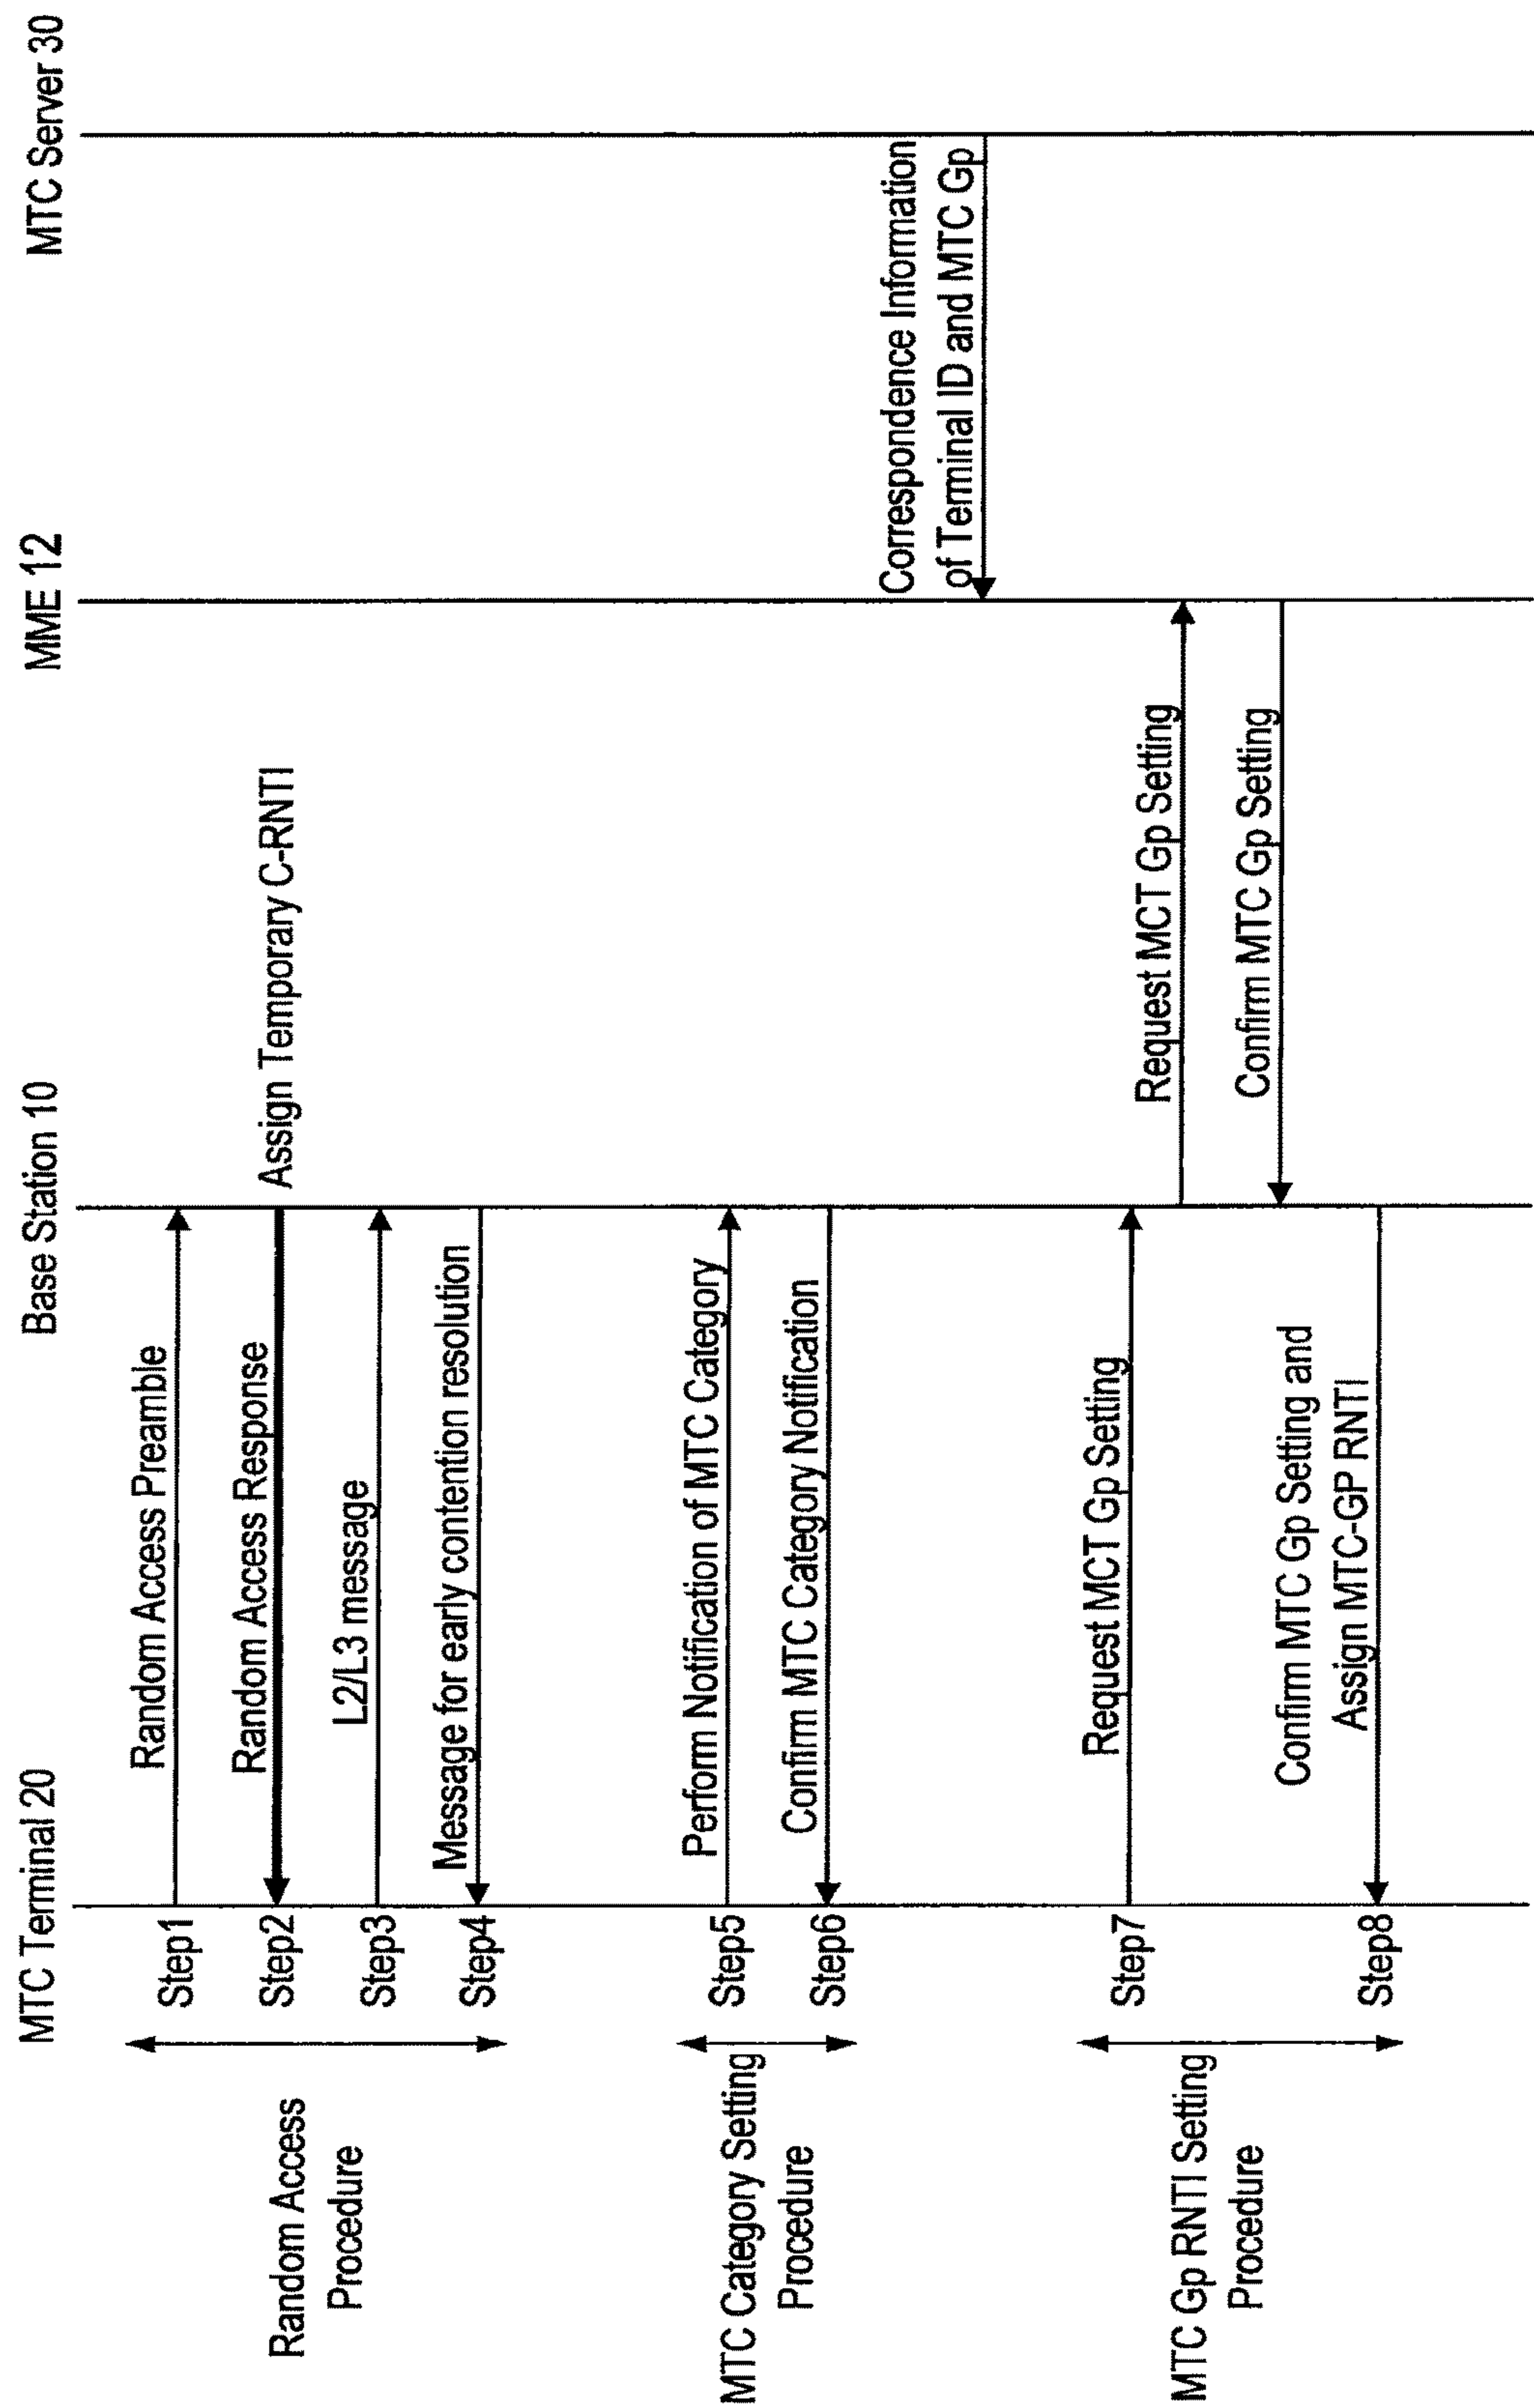 MTC Terminal 20
Base Station 10
MME 12
MTC Server 30
Random Access
Procedure
Step1
Random Access Preamble
Step2
Random Access Response
Assign Temporary C-RNTI
Step3
L2/L3 message
Step4
Message for early contention resolution
MTC Category Setting
Procedure
Step5
Perform Notification of MTC Category
Step6
Confirm MTC Category Notification
Correspondence Information
of Terminal ID and MTC Gp
MTC Gp RNTI Setting
Procedure
Step7
Request MCT Gp Setting
Request MCT Gp Setting
Confirm MTC Gp Setting
Step8
Confirm MTC Gp Setting and
Assign MTC-GP RNTI